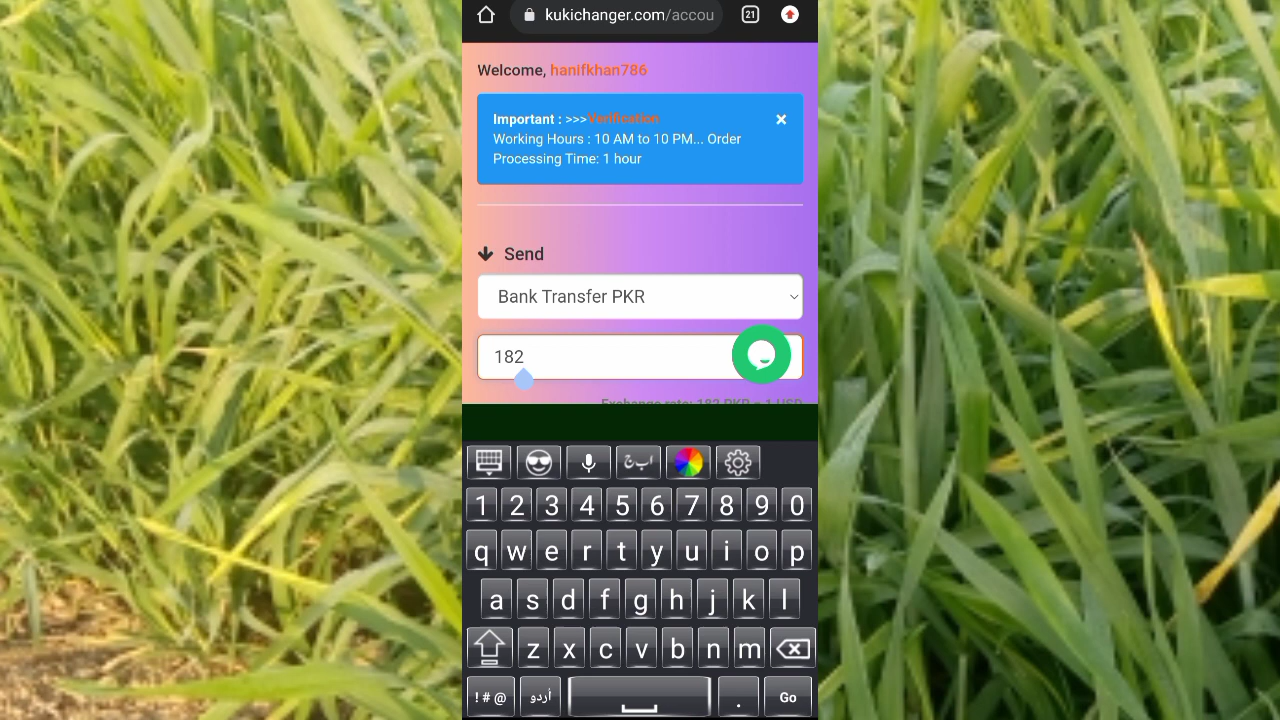 kukichanger.com/accou
21
Welcome, hanifkhan786
Important : >>>Verification
Working Hours : 10 AM to 10 PM... Order
Processing Time: 1 hour
Send
Bank Transfer PKR
182
Exchange rate: 182 PKR = 1 USD
ا ب ج
1 2 3 4 5 6 7 8 9 0
q w e r t y u i o p
a s d f g h j k l
z x c v b n m
! # @ اُردو . Go